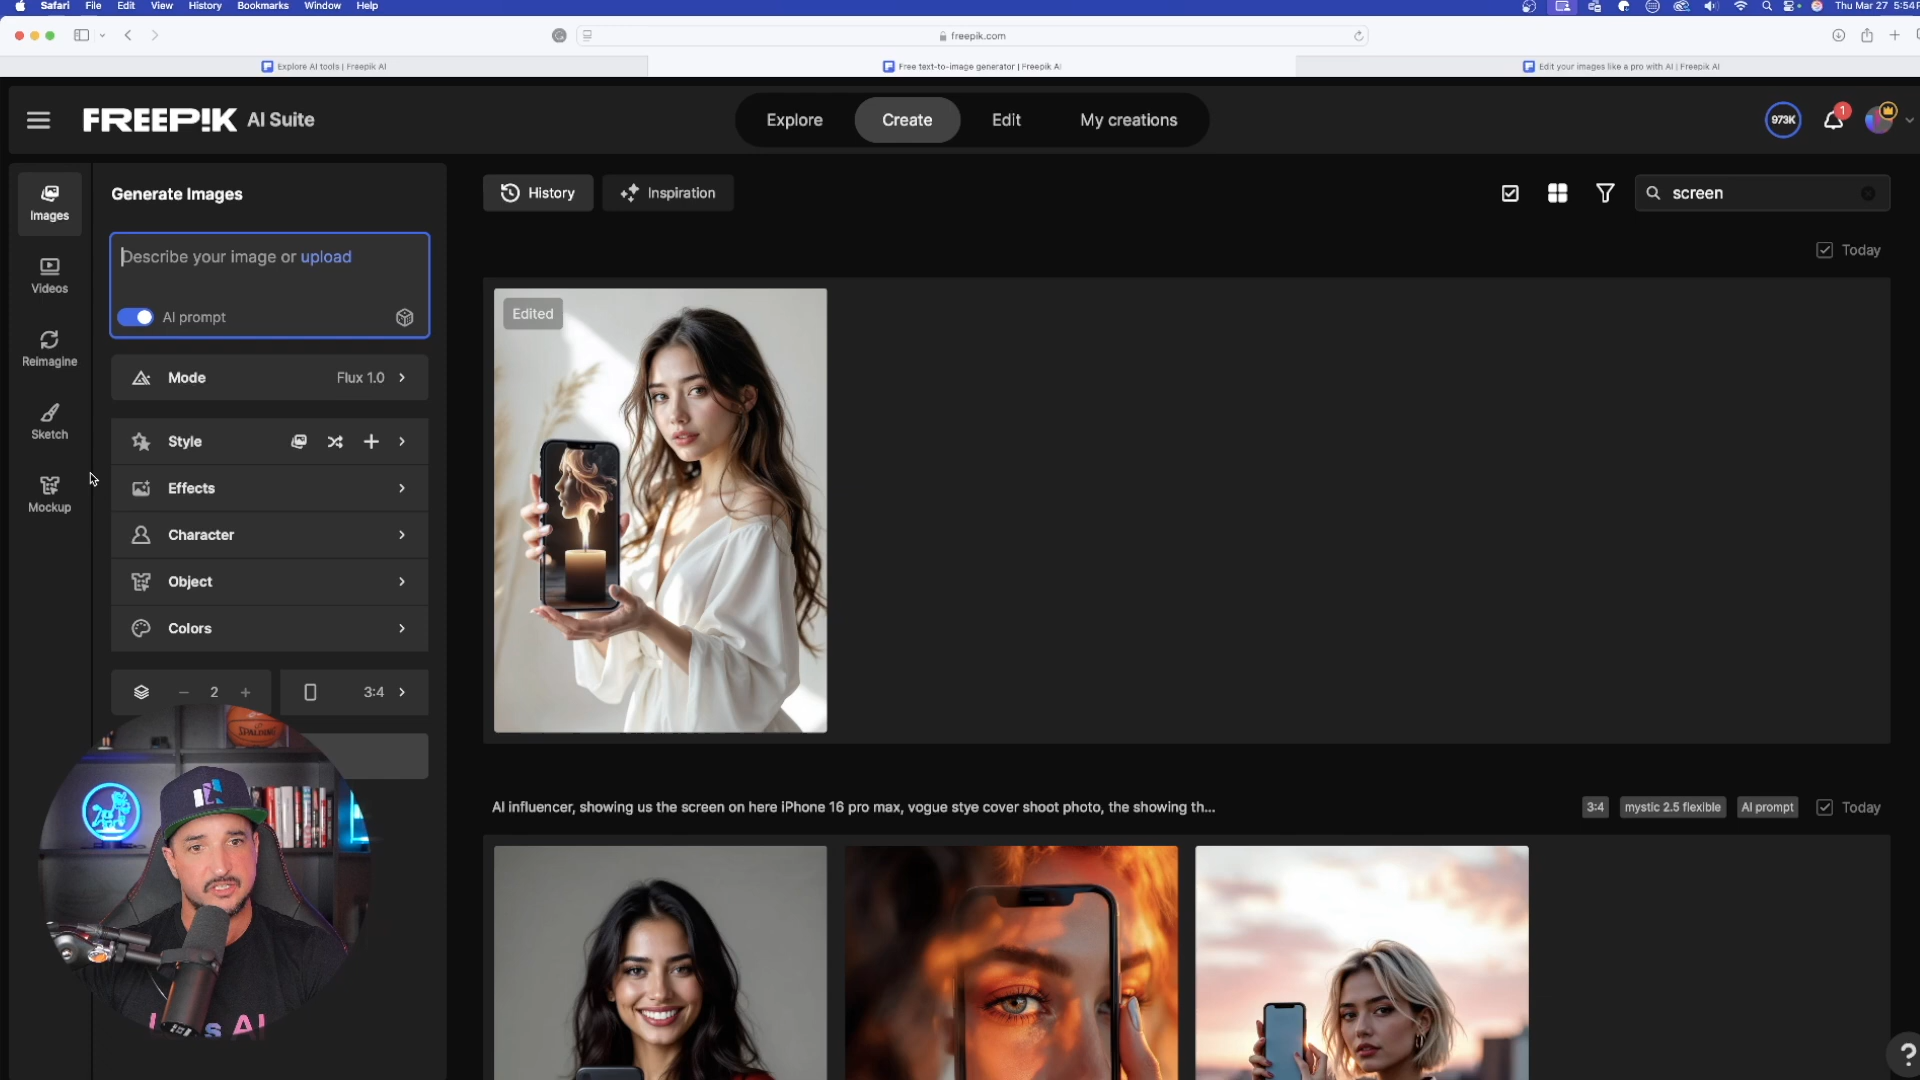 Safari File Edit View History Bookmarks Window Help
Thu Mar 27 5:54
freepik.com
Explore AI tools | Freepik AI
Free text-to-image generator | Freepik AI
Edit your images like a pro with AI | Freepik AI
FREEP!K AI Suite
Explore
Create
Edit
My creations
973K
1
Images
Videos
Reimagine
Sketch
Mockup
Generate Images
Describe your image or upload
AI prompt
Mode
Flux 1.0
Style
Effects
Character
Object
Colors
2
3:4
SPALDING
History
Inspiration
screen
Today
Edited
AI influencer, showing us the screen on here iPhone 16 pro max, vogue stye cover shoot photo, the showing th...
3:4
mystic 2.5 flexible
AI prompt
Today
?